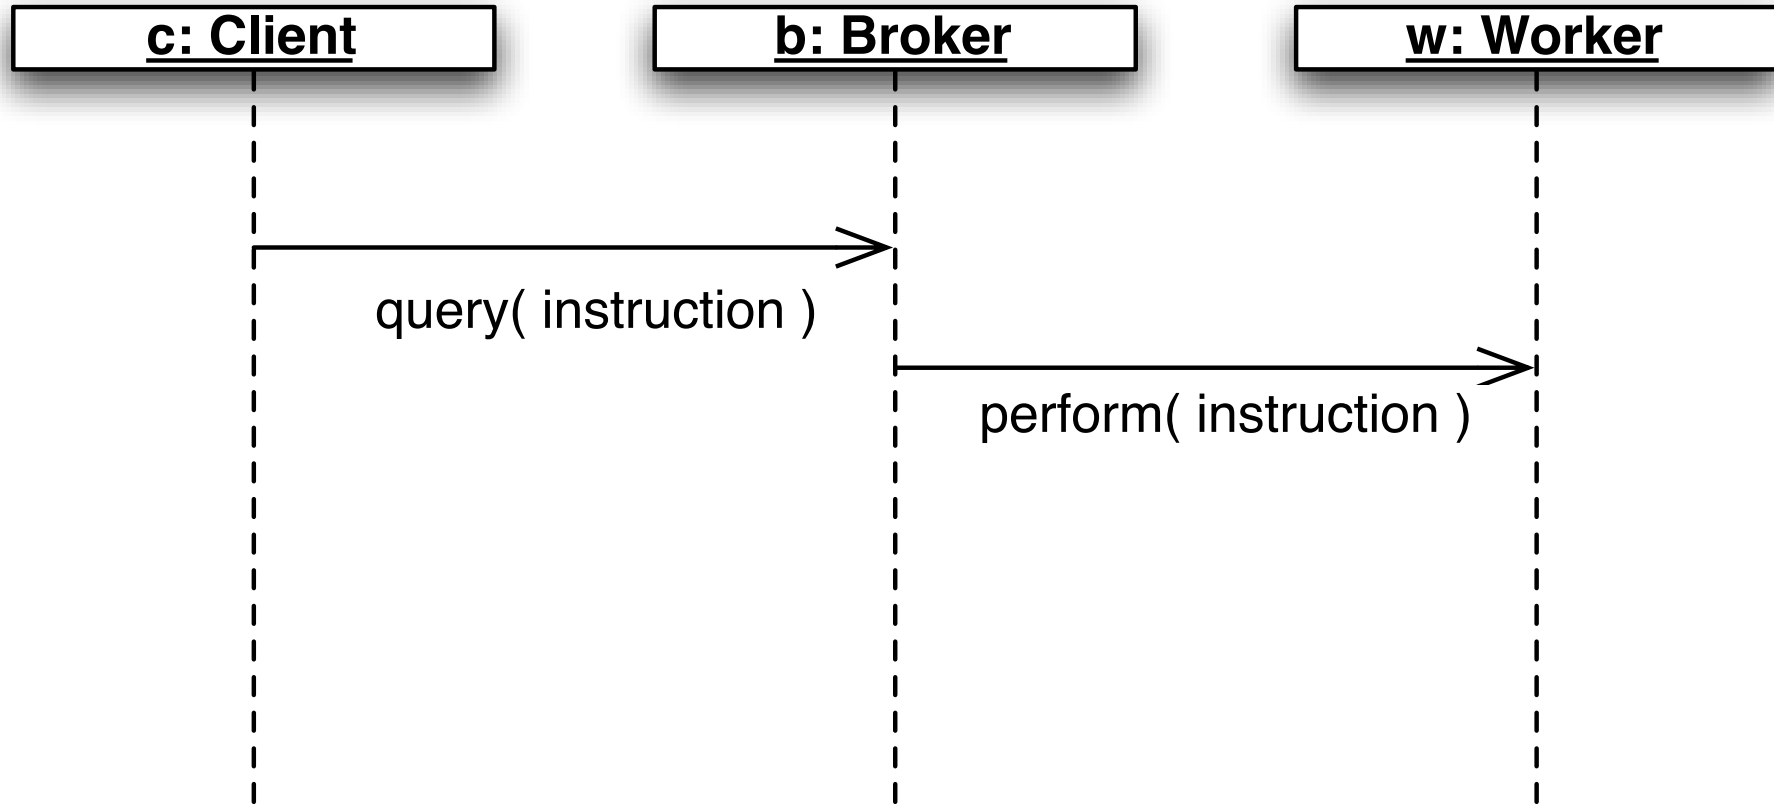 c: Client
b: Broker
w: Worker
query( instruction )
perform( instruction )